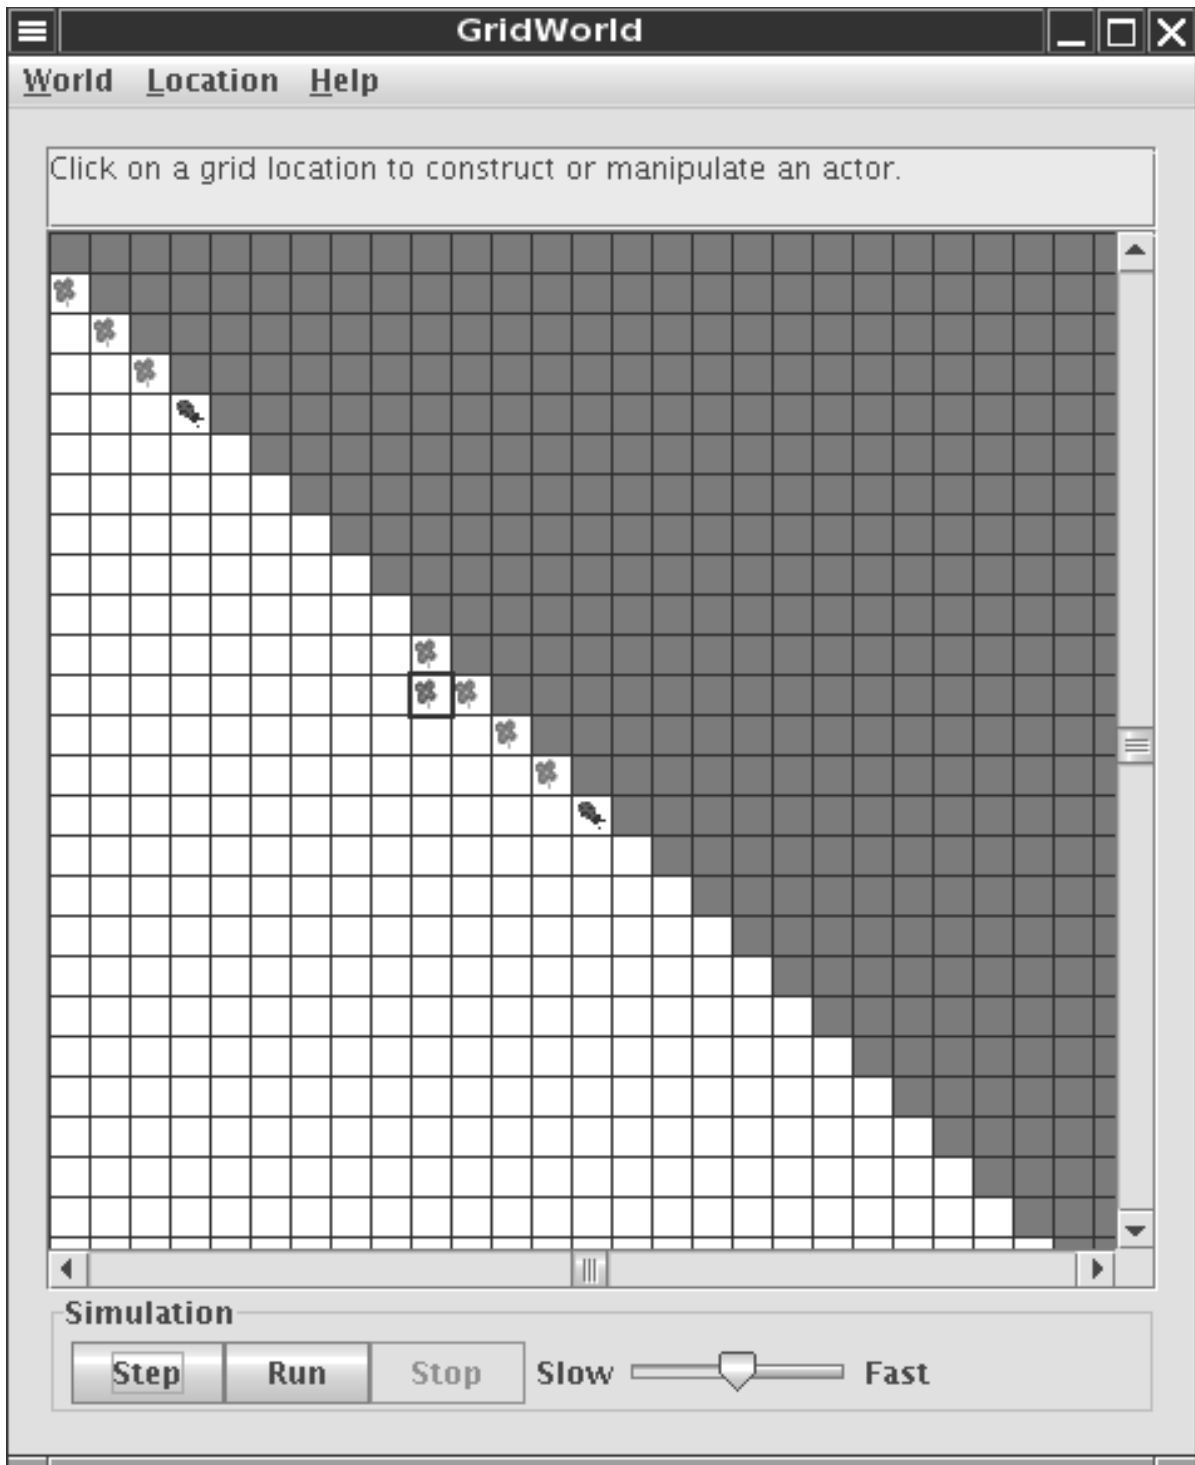 GridWorld
World Location Help
Click on a grid location to construct or manipulate an actor.
Simulation
Step Run Stop Slow Fast